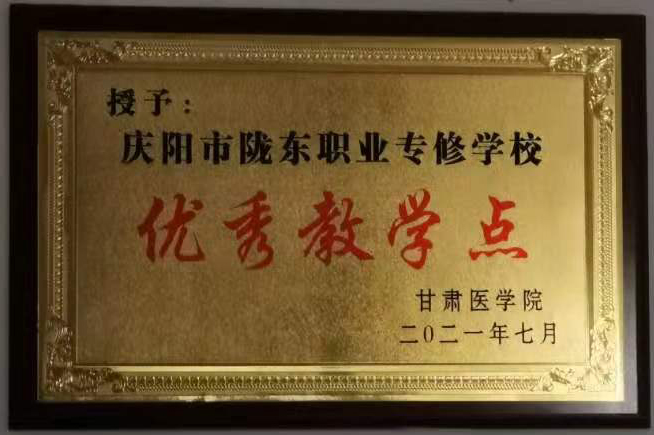 授予：
庆阳市陇东职业专修学校
优秀教学点
甘肃医学院
二〇二一年七月